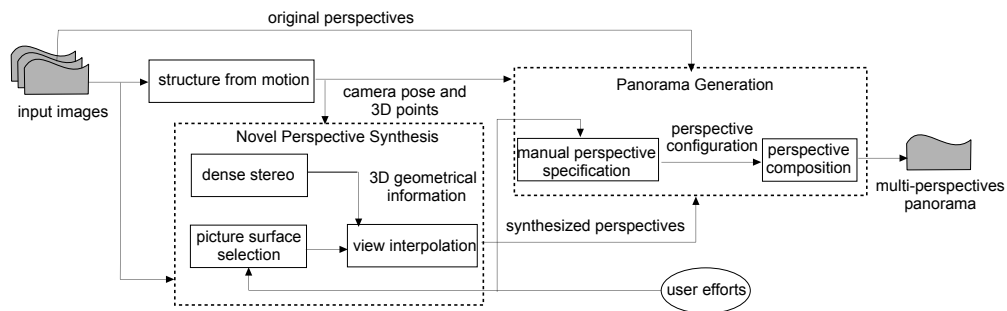 original perspectives
input images
structure from motion
camera pose and
3D points
Panorama Generation
Novel Perspective Synthesis
dense stereo
3D geometrical
information
picture surface
selection
view interpolation
manual perspective
specification
perspective
configuration
perspective
composition
multi-perspectives
panorama
synthesized perspectives
user efforts